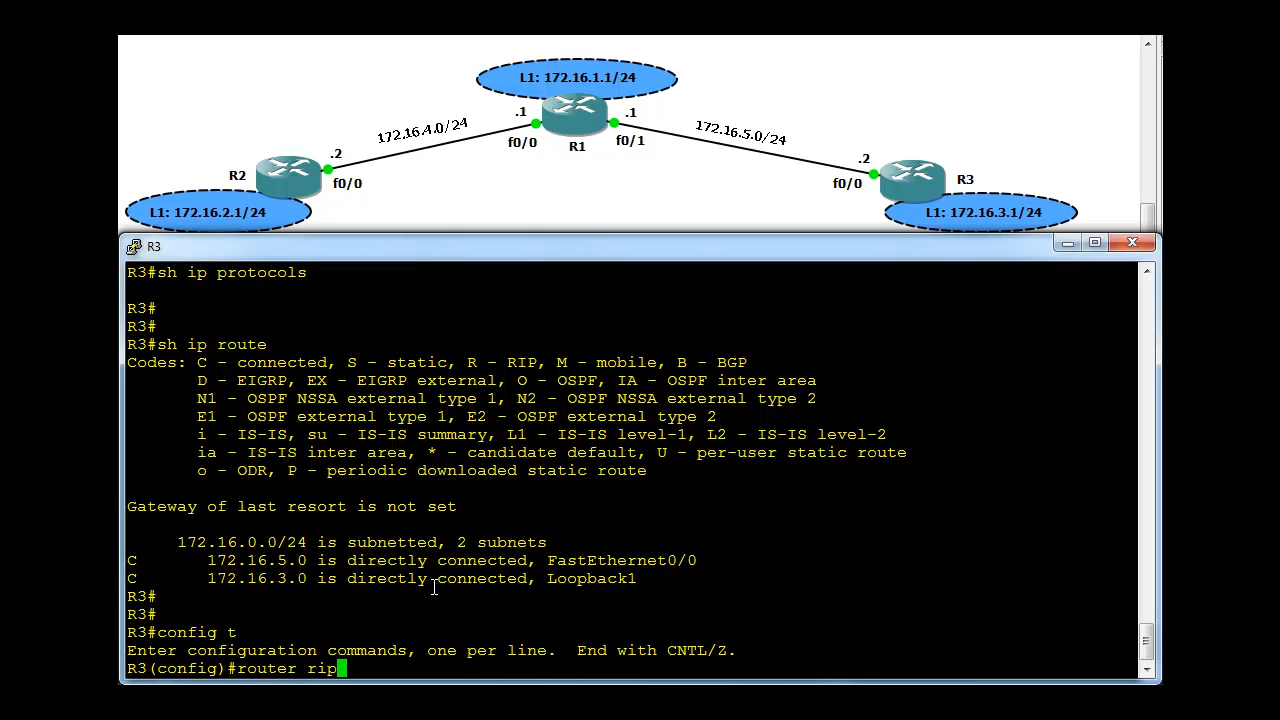 L1: 172.16.1.1/24
.1
.1
172.16.4.0/24
172.16.5.0/24
f0/0
R1
f0/1
.2
.2
R2
f0/0
f0/0
R3
L1: 172.16.2.1/24
L1: 172.16.3.1/24
R3
R3#sh ip protocols
R3#
R3#
R3#sh ip route
Codes: C - connected, S - static, R - RIP, M - mobile, B - BGP
D - EIGRP, EX - EIGRP external, O - OSPF, IA - OSPF inter area
N1 - OSPF NSSA external type 1, N2 - OSPF NSSA external type 2
E1 - OSPF external type 1, E2 - OSPF external type 2
i - IS-IS, su - IS-IS summary, L1 - IS-IS level-1, L2 - IS-IS level-2
ia - IS-IS inter area, * - candidate default, U - per-user static route
o - ODR, P - periodic downloaded static route
Gateway of last resort is not set
172.16.0.0/24 is subnetted, 2 subnets
C 172.16.5.0 is directly connected, FastEthernet0/0
C 172.16.3.0 is directly connected, Loopback1
R3#
R3#
R3#config t
Enter configuration commands, one per line. End with CNTL/Z.
R3(config)#router rip